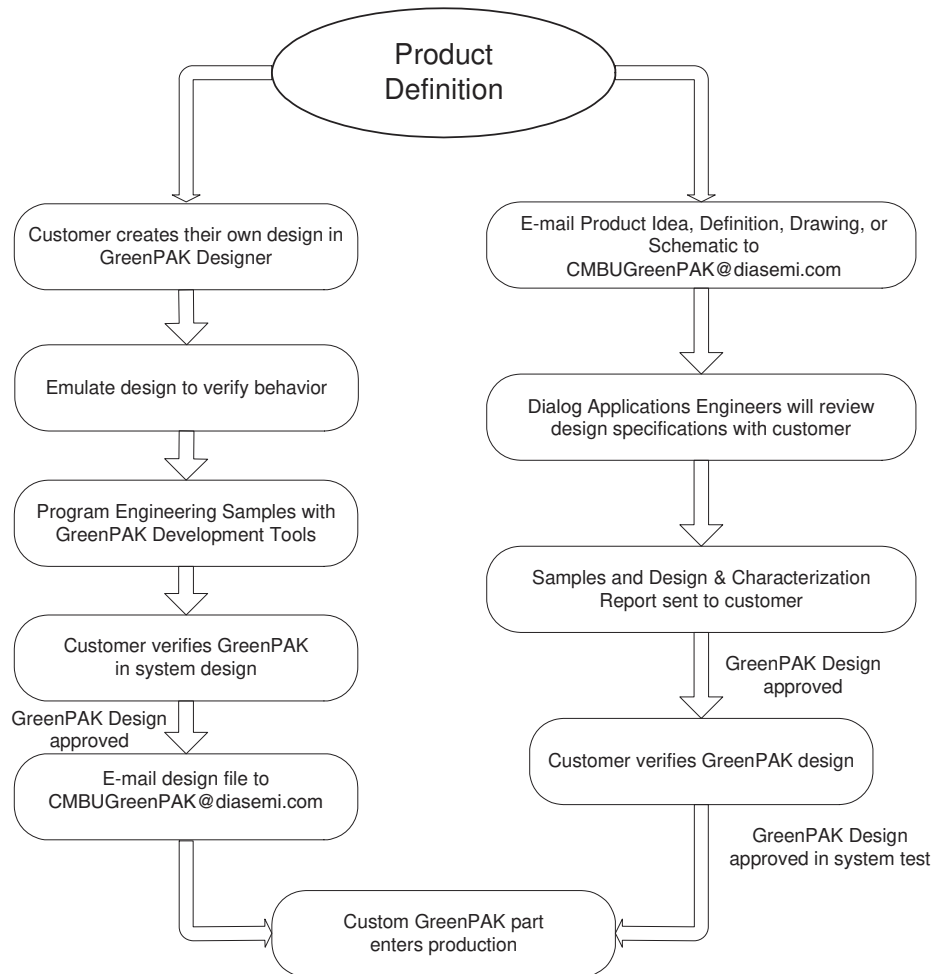 Product
Definition
Customer creates their own design in
GreenPAK Designer
Emulate design to verify behavior
Program Engineering Samples with
GreenPAK Development Tools
Customer verifies GreenPAK
in system design
GreenPAK Design
approved
E-mail design file to
CMBUGreenPAK@diasemi.com
E-mail Product Idea, Definition, Drawing, or
Schematic to
CMBUGreenPAK@diasemi.com
Dialog Applications Engineers will review
design specifications with customer
Samples and Design & Characterization
Report sent to customer
GreenPAK Design
approved
Customer verifies GreenPAK design
GreenPAK Design
approved in system test
Custom GreenPAK part
enters production